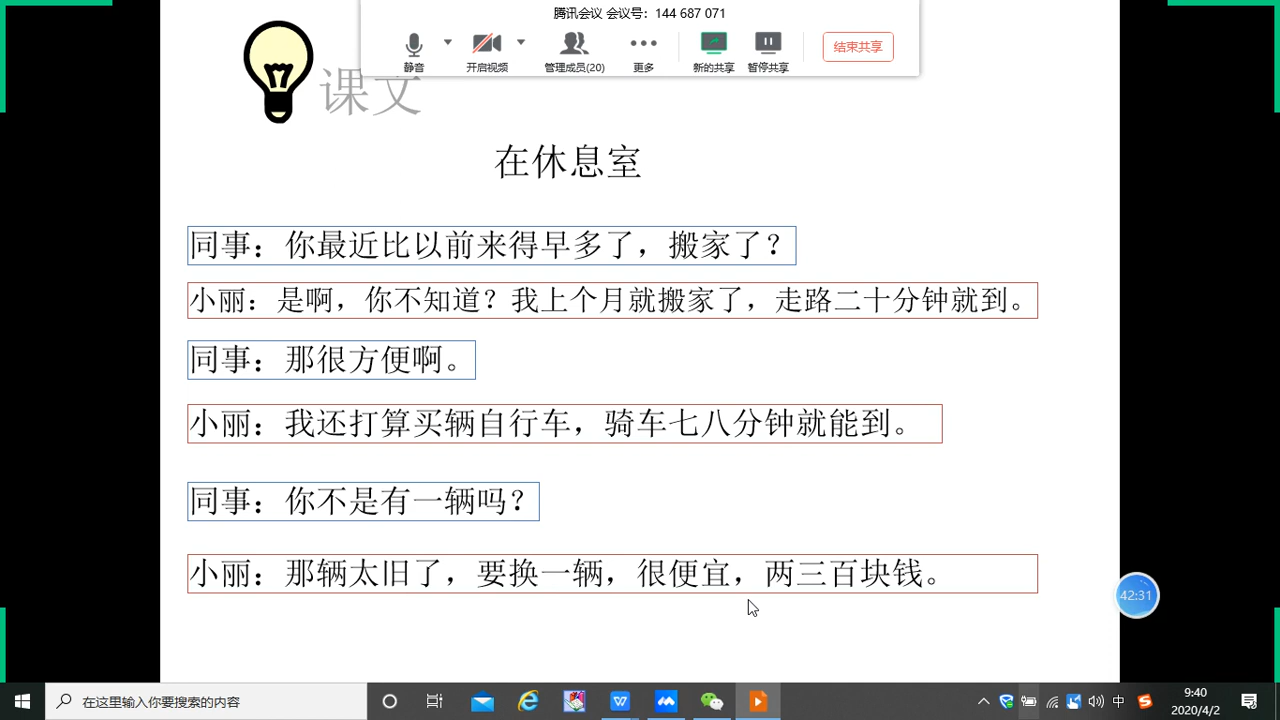 腾讯会议 会议号：144 687 071
静音 开启视频 管理成员(20) 更多 新的共享 暂停共享 结束共享
课文
在休息室
同事：你最近比以前来得早多了，搬家了？
小丽：是啊，你不知道？我上个月就搬家了，走路二十分钟就到。
同事：那很方便啊。
小丽：我还打算买辆自行车，骑车七八分钟就能到。
同事：你不是有一辆吗？
小丽：那辆太旧了，要换一辆，很便宜，两三百块钱。
42:31
在这里输入你要搜索的内容
中
9:40
2020/4/2